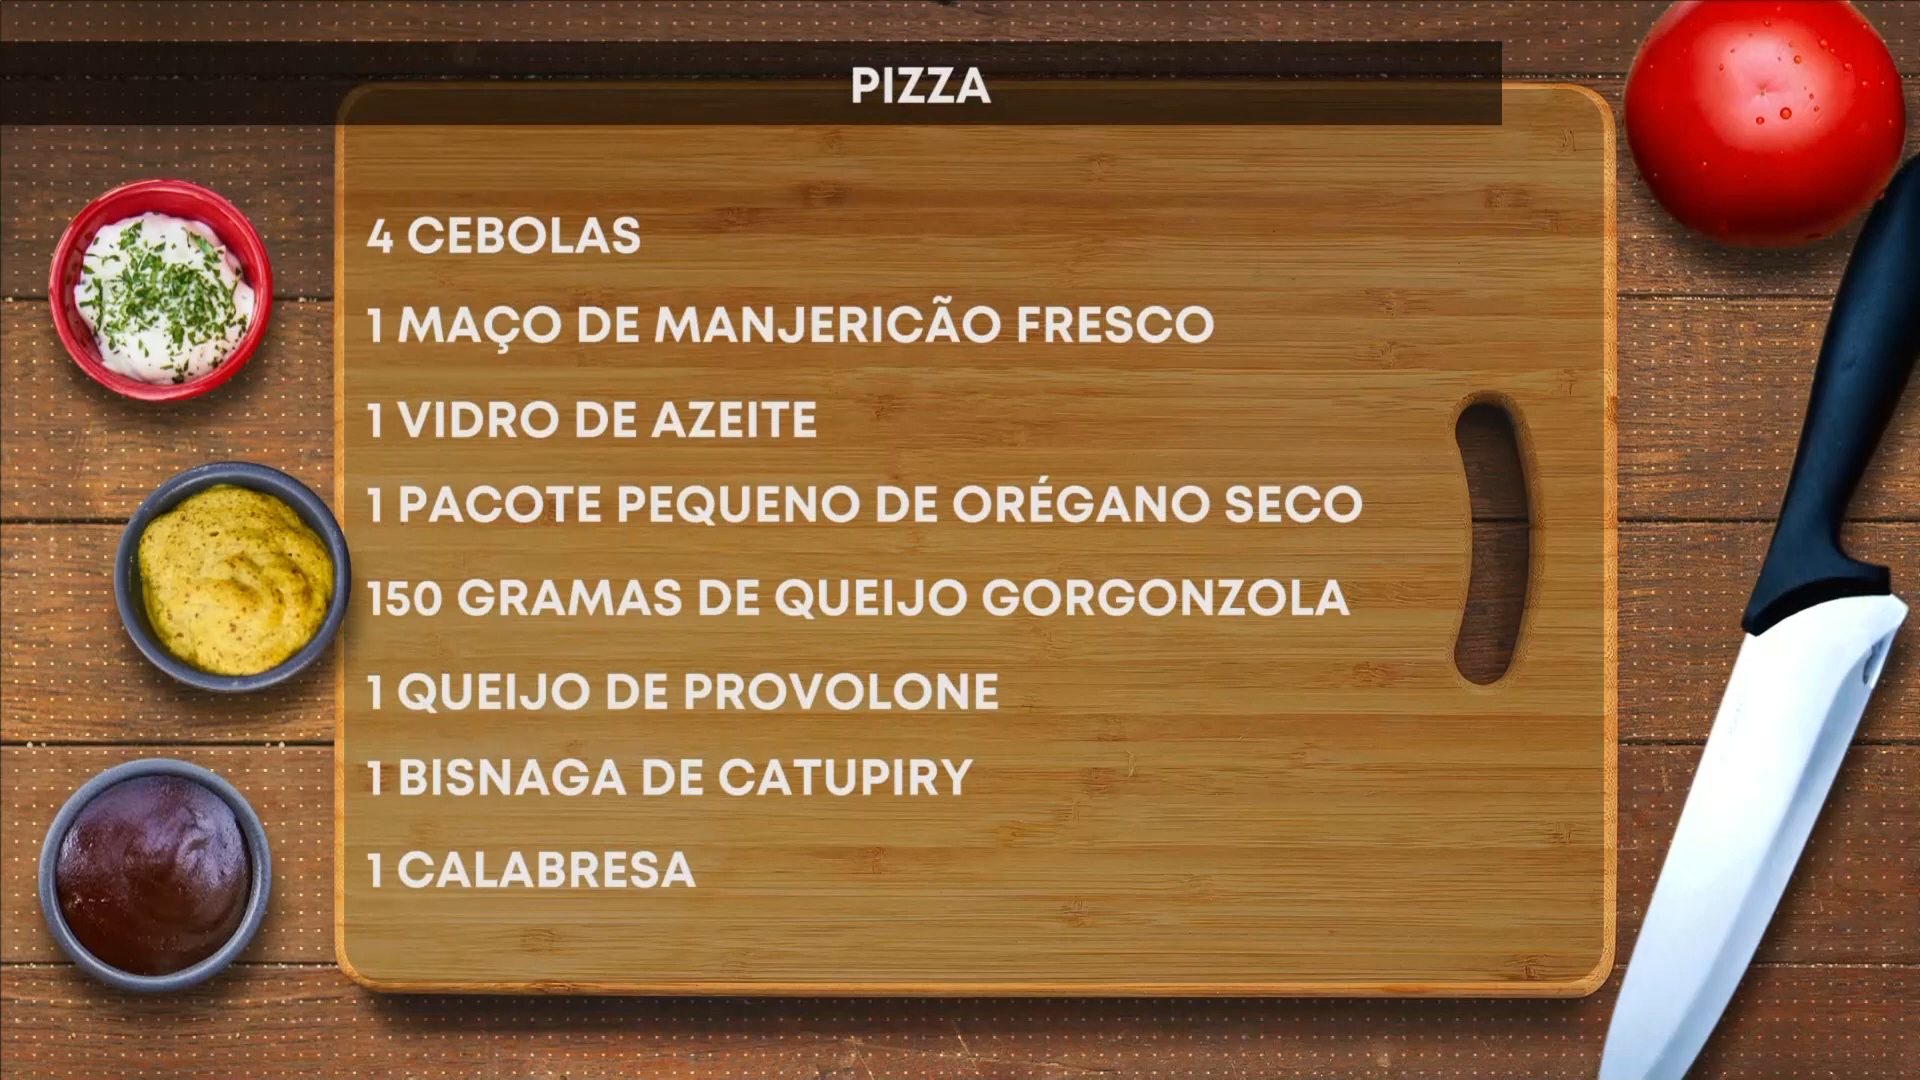 PIZZA
4 CEBOLAS
1 MAÇO DE MANJERICÃO FRESCO
1 VIDRO DE AZEITE
1 PACOTE PEQUENO DE ORÉGANO SECO
150 GRAMAS DE QUEIJO GORGONZOLA
1 QUEIJO DE PROVOLONE
1 BISNAGA DE CATUPIRY
1 CALABRESA